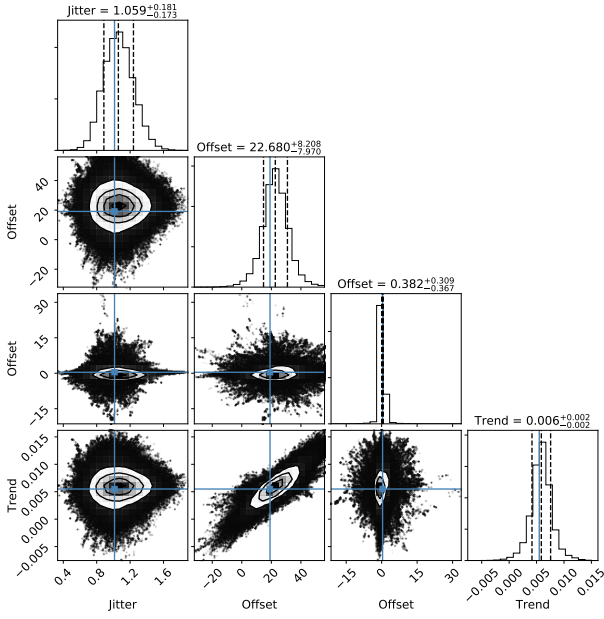 Jitter = 1.059+0.181−0.173
Offset = 22.680+8.208−7.970
Offset
40
20
0
−20
Offset = 0.382+0.309−0.367
Offset
30
15
0
−15
Trend = 0.006+0.002−0.002
Trend
0.015
0.010
0.005
0.000
−0.005
0.4 0.8 1.2 1.6
−20 0 20 40
−15 0 15 30
−0.005 0.000 0.005 0.010 0.015
Jitter Offset Offset Trend